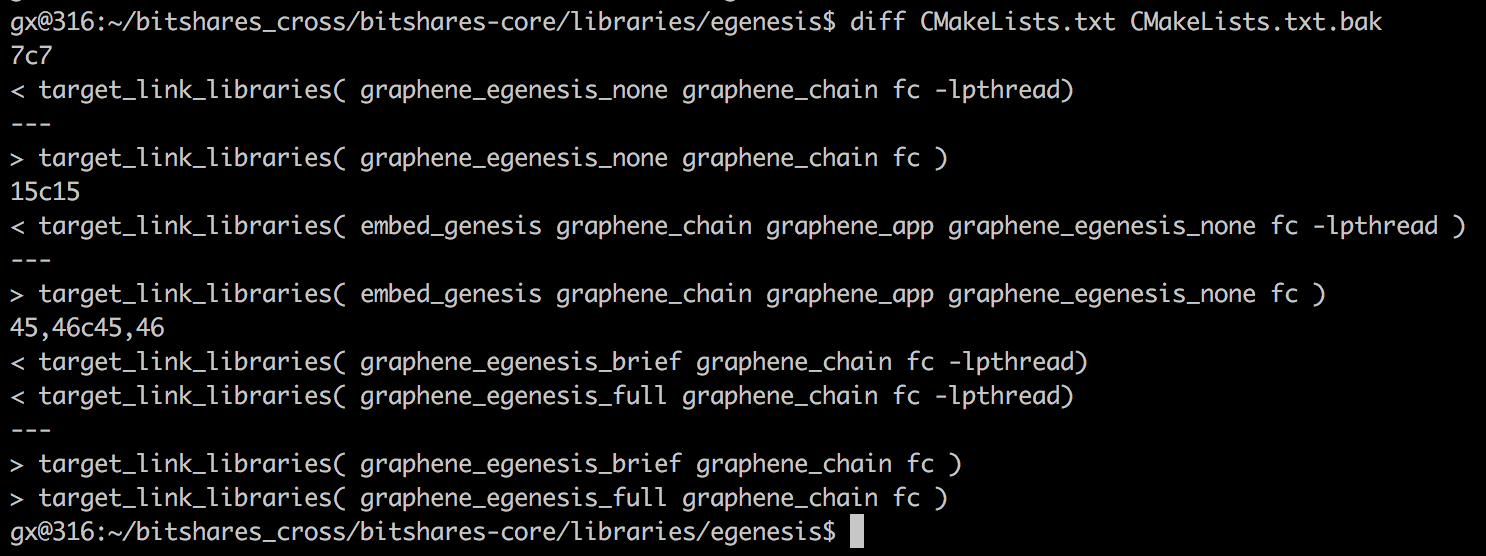 gx@316:~/bitshares_cross/bitshares-core/libraries/egenesis$ diff CMakeLists.txt CMakeLists.txt.bak
7c7
< target_link_libraries( graphene_egenesis_none graphene_chain fc -lpthread)
---
> target_link_libraries( graphene_egenesis_none graphene_chain fc )
15c15
< target_link_libraries( embed_genesis graphene_chain graphene_app graphene_egenesis_none fc -lpthread )
---
> target_link_libraries( embed_genesis graphene_chain graphene_app graphene_egenesis_none fc )
45,46c45,46
< target_link_libraries( graphene_egenesis_brief graphene_chain fc -lpthread)
< target_link_libraries( graphene_egenesis_full graphene_chain fc -lpthread)
---
> target_link_libraries( graphene_egenesis_brief graphene_chain fc )
> target_link_libraries( graphene_egenesis_full graphene_chain fc )
gx@316:~/bitshares_cross/bitshares-core/libraries/egenesis$